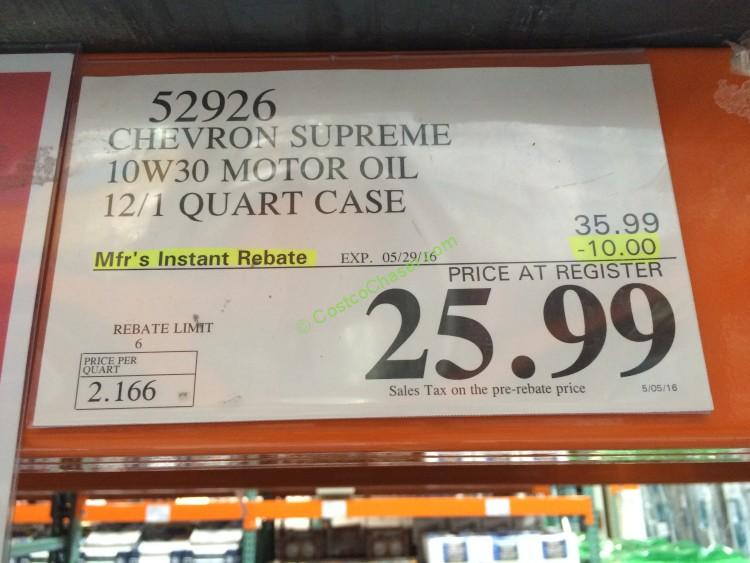 52926
CHEVRON SUPREME
10W30 MOTOR OIL
12/1 QUART CASE
35.99
Mfr's Instant Rebate EXP. 05/29/16 -10.00
PRICE AT REGISTER
25.99
REBATE LIMIT
6
PRICE PER
QUART
2.166
Sales Tax on the pre-rebate price 5/05/16
© CostcoChaser.com